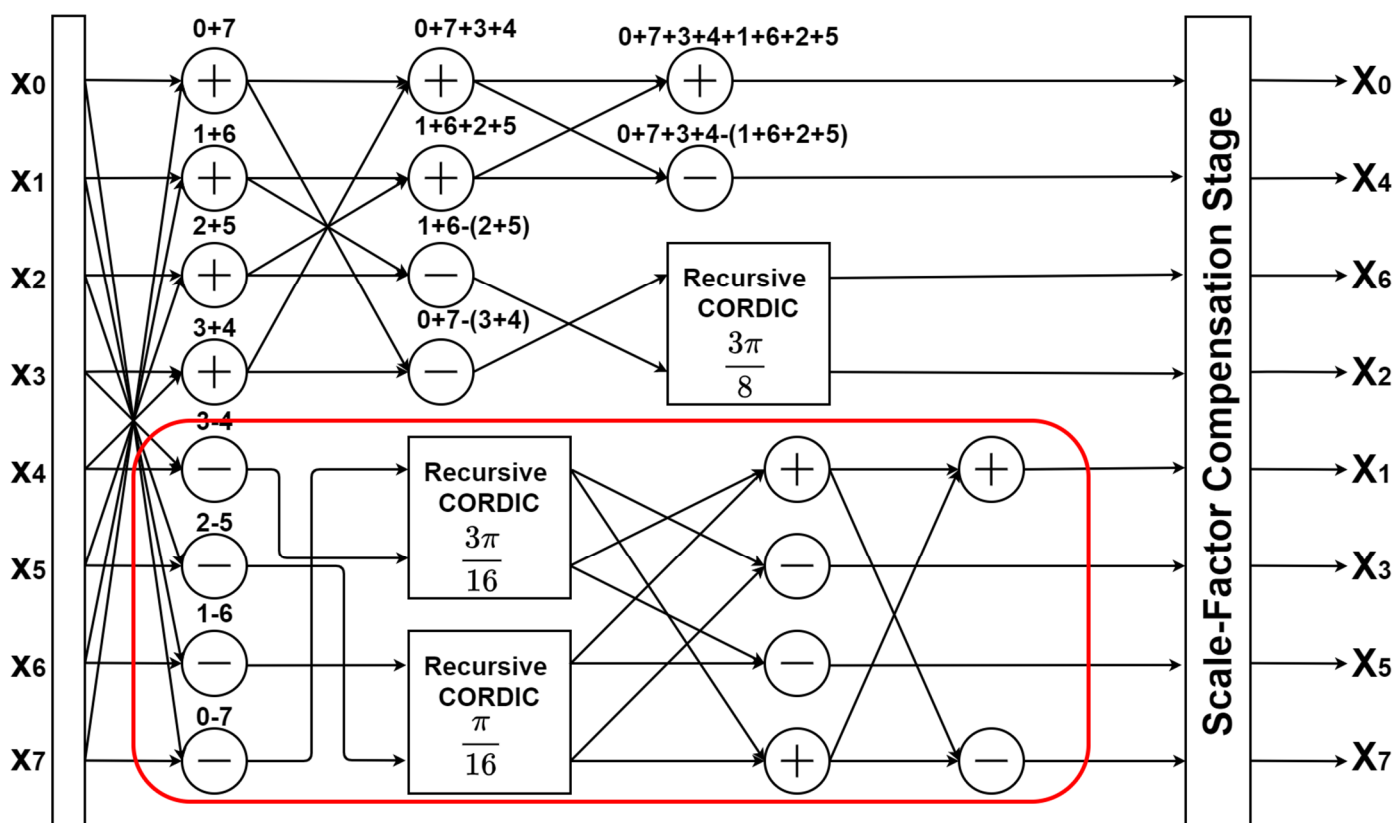 0+7
0+7+3+4
0+7+3+4+1+6+2+5
x0
+
+
+
X0
1+6
1+6+2+5
0+7+3+4-(1+6+2+5)
x1
+
+
−
X4
2+5
1+6-(2+5)
x2
+
−
X6
3+4
0+7-(3+4)
x3
+
−
X2
Recursive
CORDIC
3π
8
3-4
x4
−
2-5
x5
−
1-6
x6
−
0-7
x7
−
Recursive
CORDIC
3π
16
Recursive
CORDIC
π
16
+
+
X1
−
X3
−
X5
+
−
X7
Scale-Factor Compensation Stage